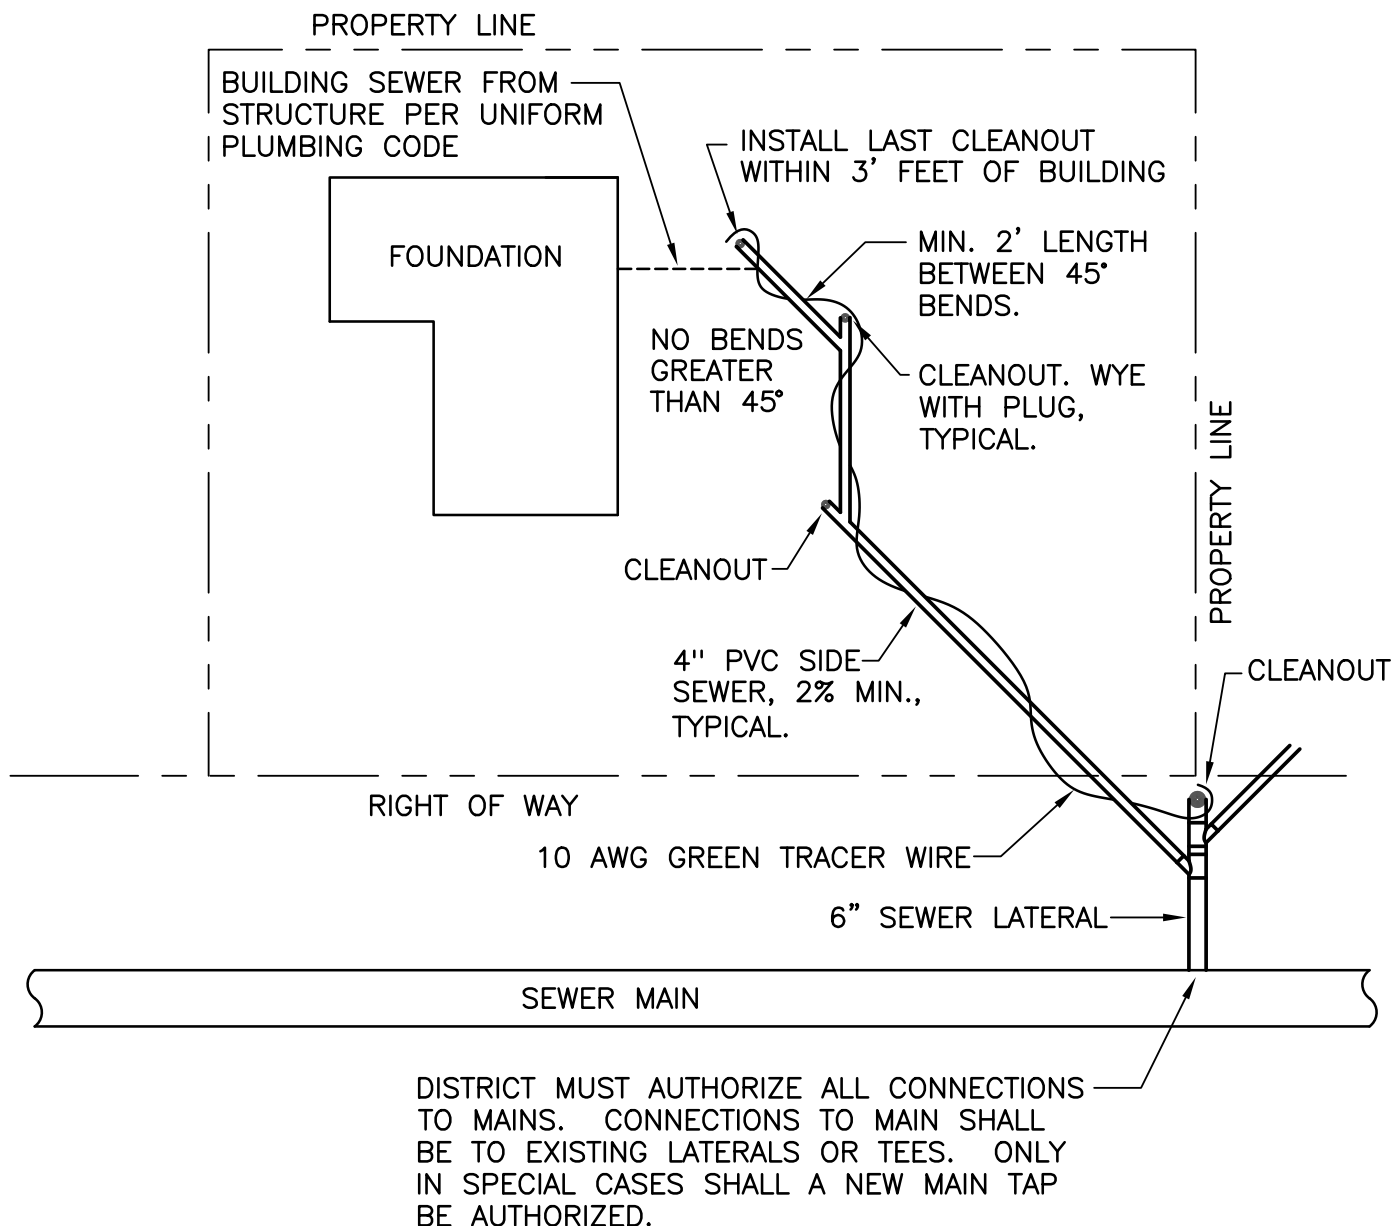 PROPERTY LINE
BUILDING SEWER FROM
STRUCTURE PER UNIFORM
PLUMBING CODE
INSTALL LAST CLEANOUT
WITHIN 3' FEET OF BUILDING
FOUNDATION
MIN. 2' LENGTH
BETWEEN 45°
BENDS.
NO BENDS
GREATER
THAN 45°
CLEANOUT. WYE
WITH PLUG,
TYPICAL.
PROPERTY LINE
CLEANOUT
4" PVC SIDE
SEWER, 2% MIN.,
TYPICAL.
CLEANOUT
RIGHT OF WAY
10 AWG GREEN TRACER WIRE
6” SEWER LATERAL
SEWER MAIN
DISTRICT MUST AUTHORIZE ALL CONNECTIONS
TO MAINS. CONNECTIONS TO MAIN SHALL
BE TO EXISTING LATERALS OR TEES. ONLY
IN SPECIAL CASES SHALL A NEW MAIN TAP
BE AUTHORIZED.